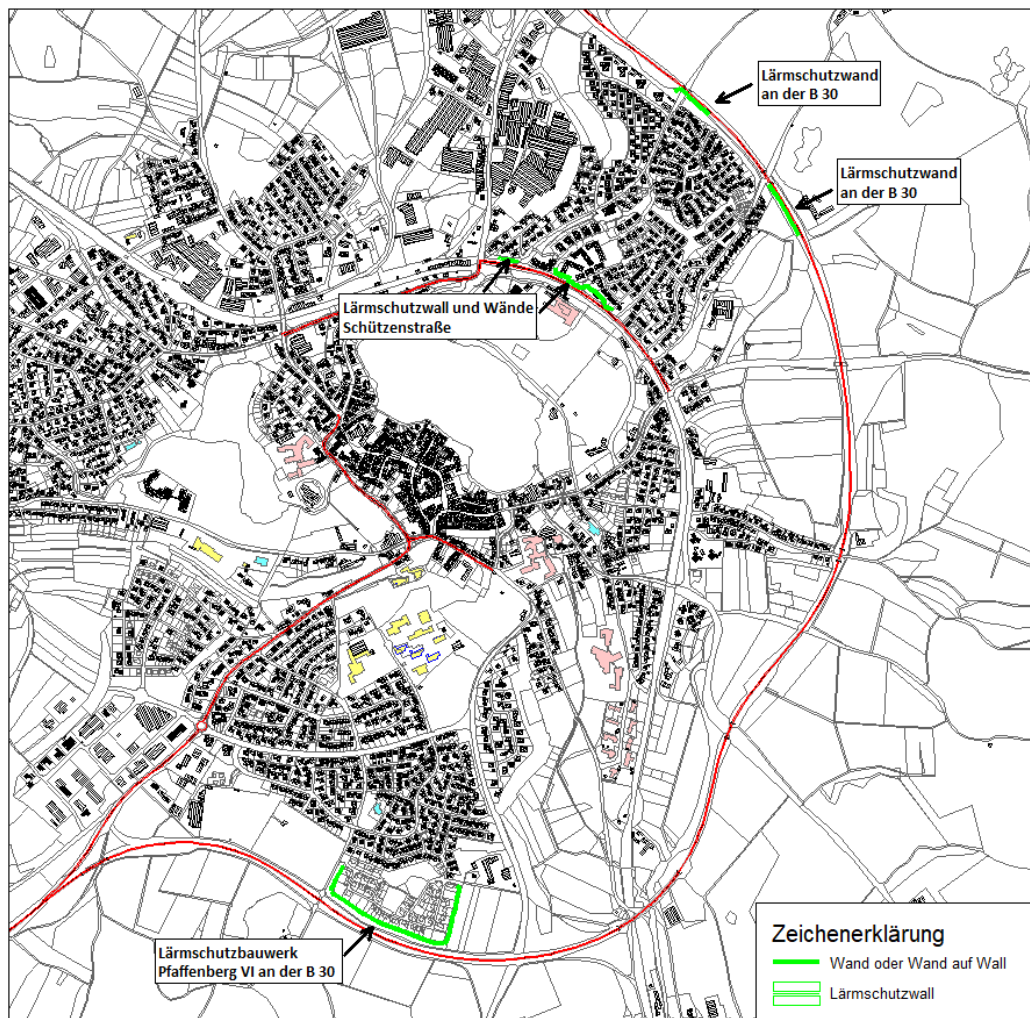 Lärmschutzwand
an der B 30
Lärmschutzwand
an der B 30
Lärmschutzwall und Wände
Schützenstraße
Lärmschutzbauwerk
Pfaffenberg VI an der B 30
Zeichenerklärung
Wand oder Wand auf Wall
Lärmschutzwall